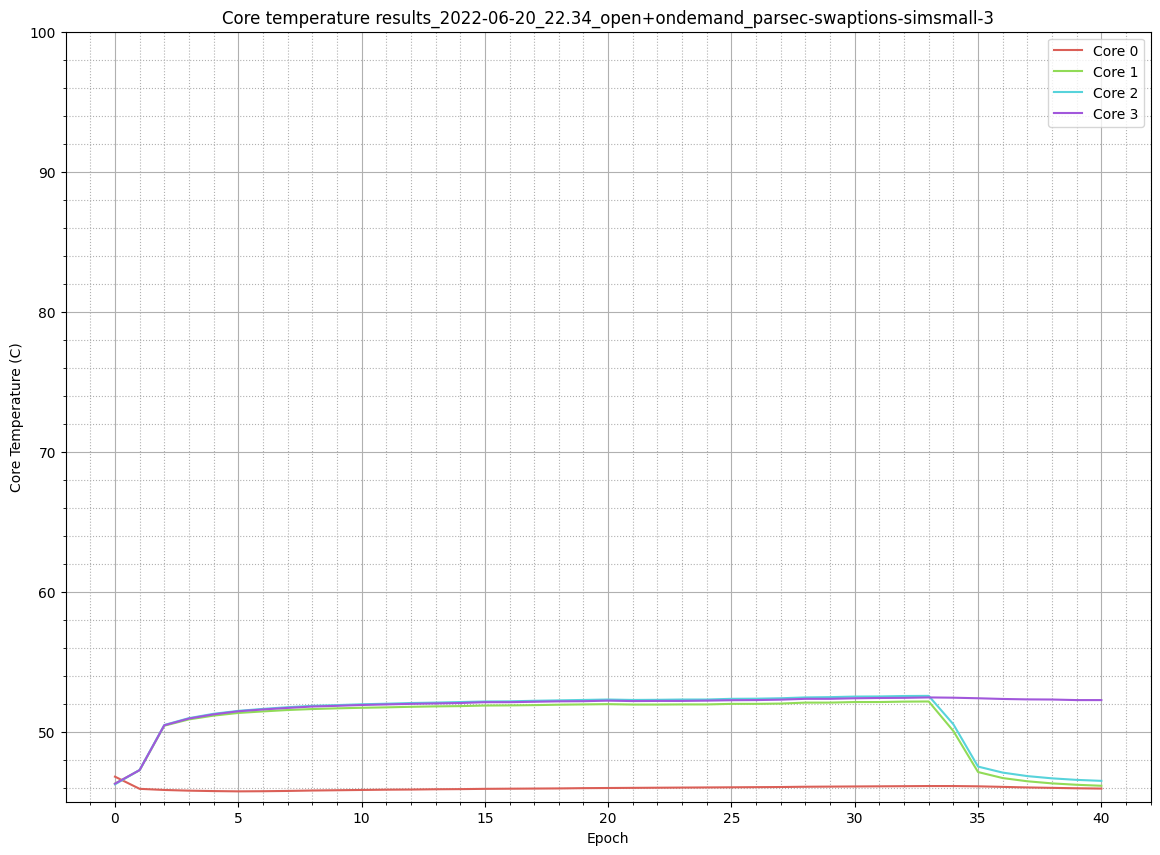 Core temperature results_2022-06-20_22.34_open+ondemand_parsec-swaptions-simsmall-3
Core Temperature (C)
100
90
80
70
60
50
Core 0
Core 1
Core 2
Core 3
0 5 10 15 20 25 30 35 40
Epoch